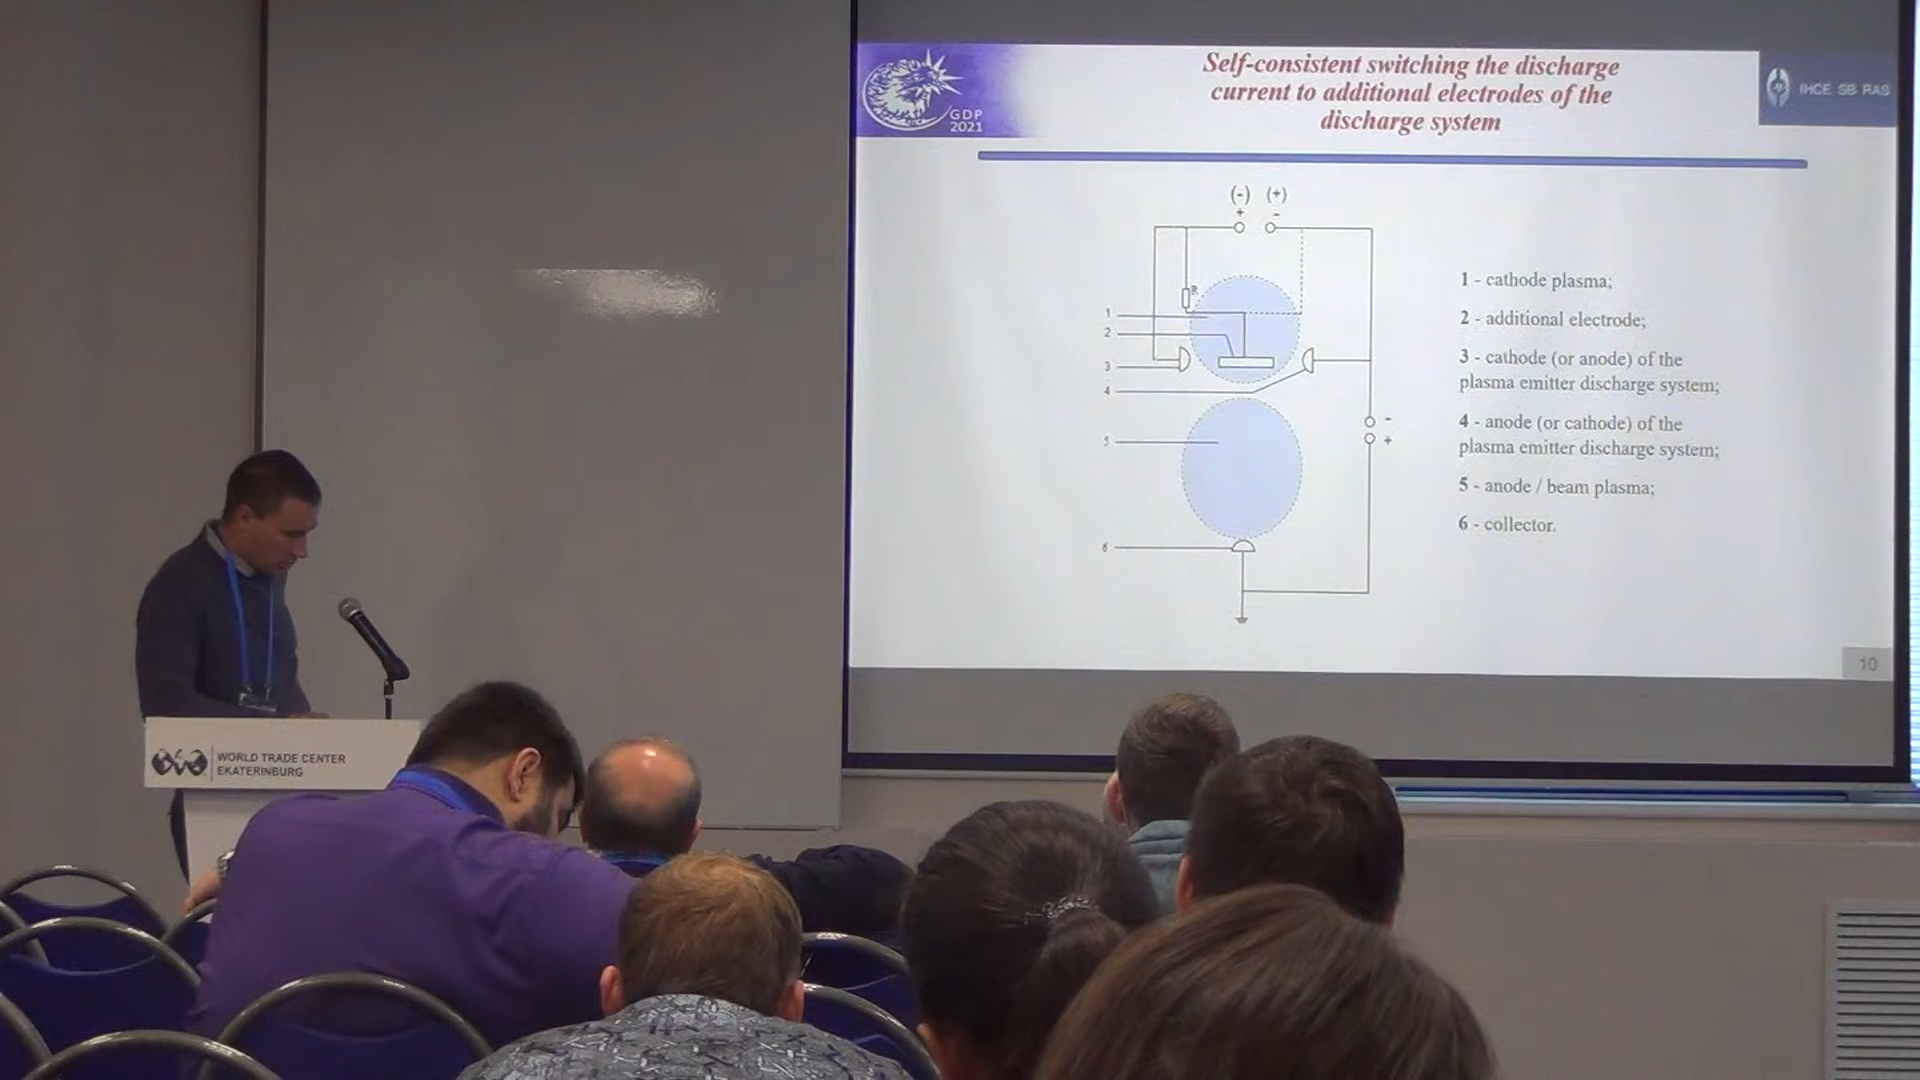 Self-consistent switching the discharge
current to additional electrodes of the
discharge system
GDP
2021
IHCE SB RAS
(-) (+)
+ -
R
1
2
3
4
5
6
-
+
1 - cathode plasma;
2 - additional electrode;
3 - cathode (or anode) of the
plasma emitter discharge system;
4 - anode (or cathode) of the
plasma emitter discharge system;
5 - anode / beam plasma;
6 - collector.
10
WORLD TRADE CENTER
EKATERINBURG